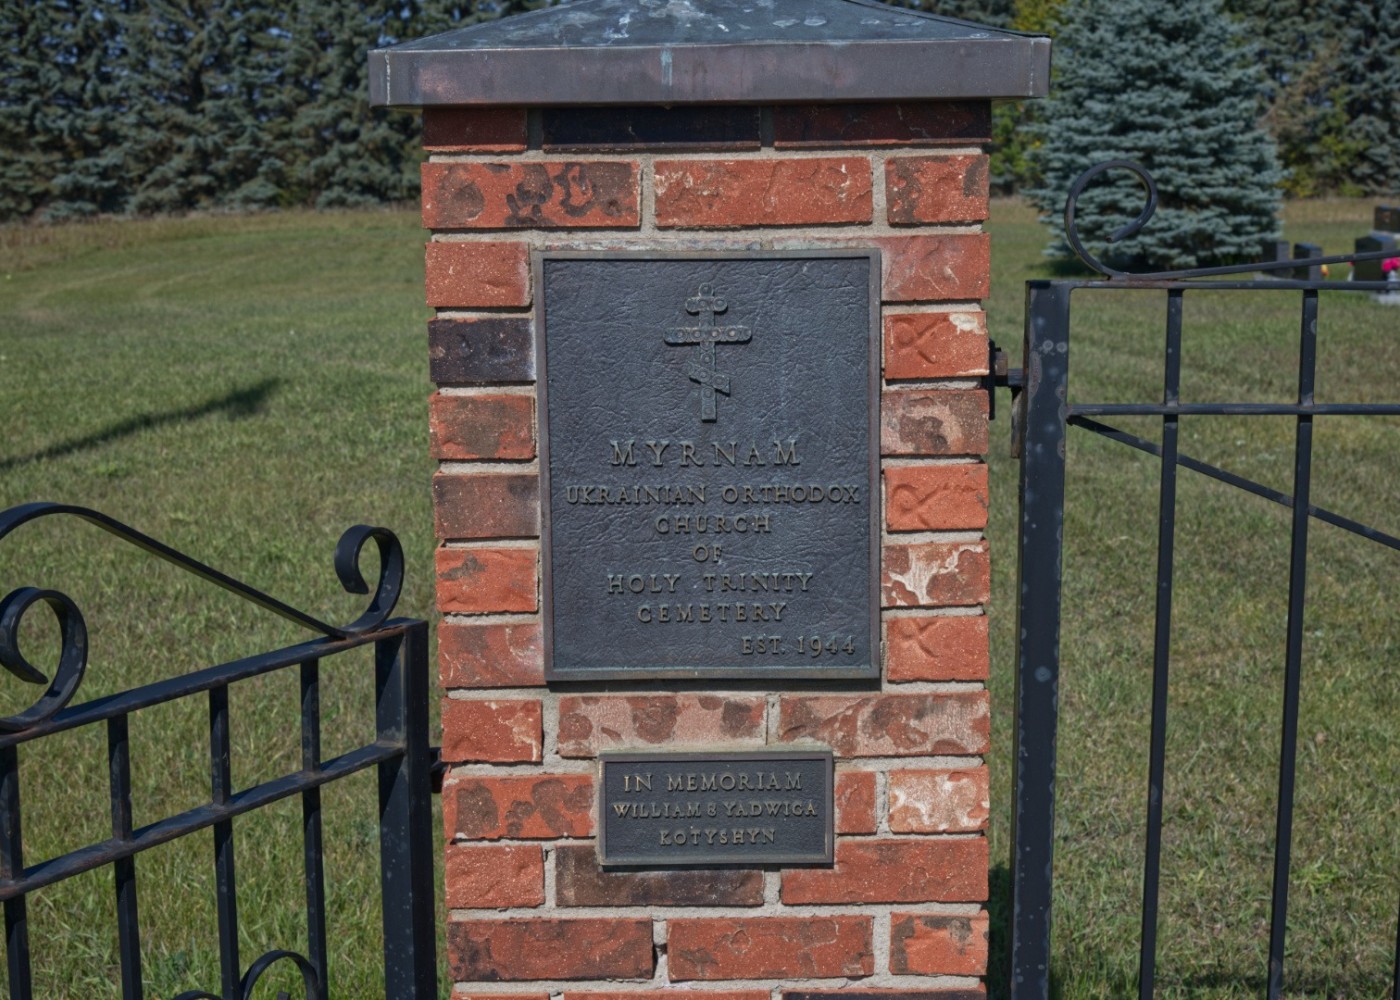 MYRNAM
UKRAINIAN ORTHODOX
CHURCH
OF
HOLY TRINITY
CEMETERY
EST. 1944
IN MEMORIAM
WILLIAM & YADWIGA
KOTYSHYN